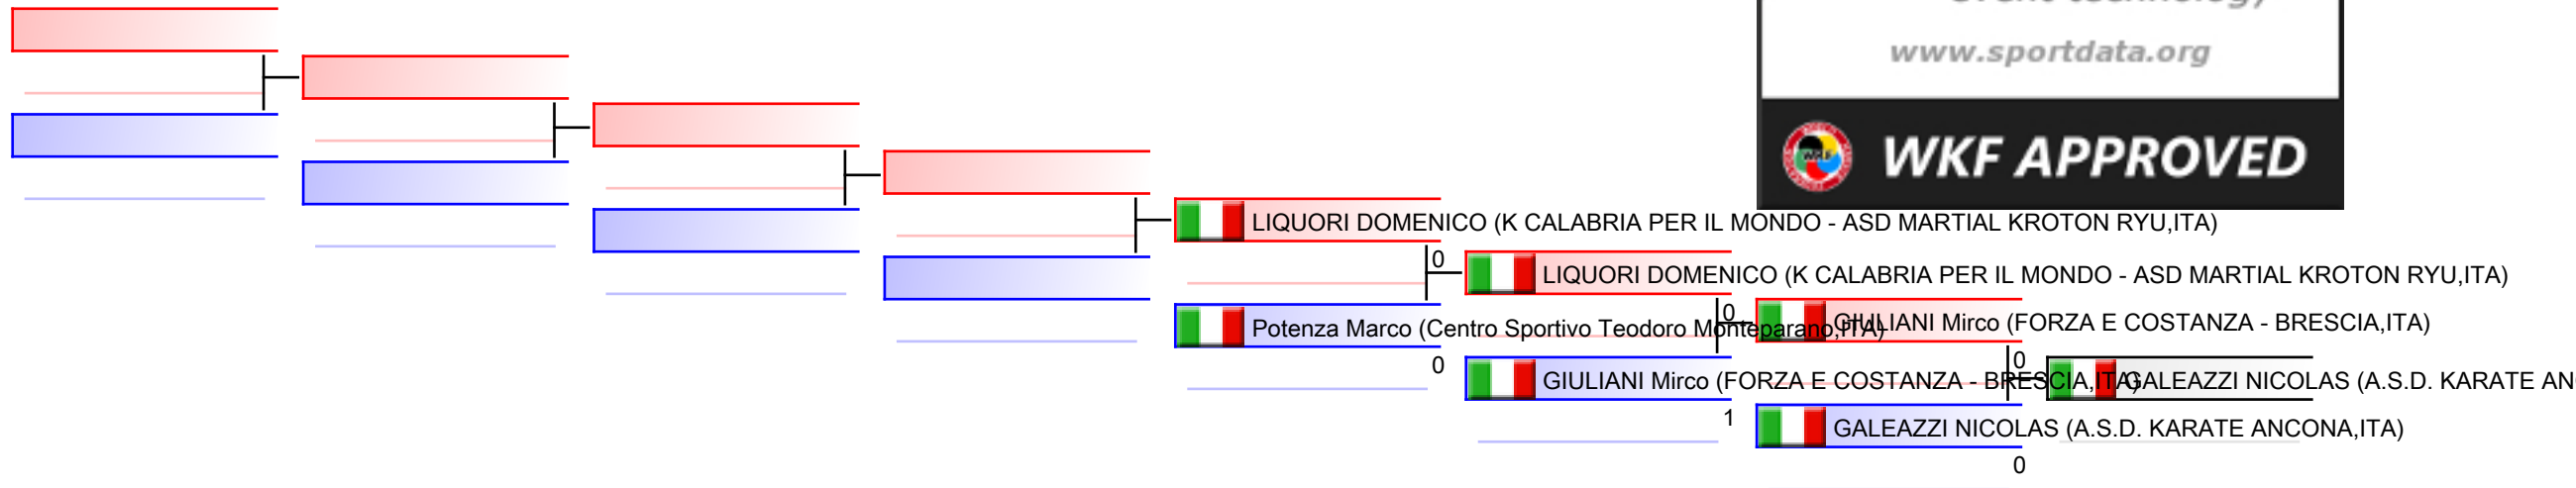 event technology
www.sportdata.org
WKF APPROVED
LIQUORI DOMENICO (K CALABRIA PER IL MONDO - ASD MARTIAL KROTON RYU,ITA)
0
LIQUORI DOMENICO (K CALABRIA PER IL MONDO - ASD MARTIAL KROTON RYU,ITA)
0
GIULIANI Mirco (FORZA E COSTANZA - BRESCIA,ITA)
Potenza Marco (Centro Sportivo Teodoro Monteparano,ITA)
0
0
GIULIANI Mirco (FORZA E COSTANZA - BRESCIA,ITA)
GALEAZZI NICOLAS (A.S.D. KARATE AN
1
GALEAZZI NICOLAS (A.S.D. KARATE ANCONA,ITA)
0